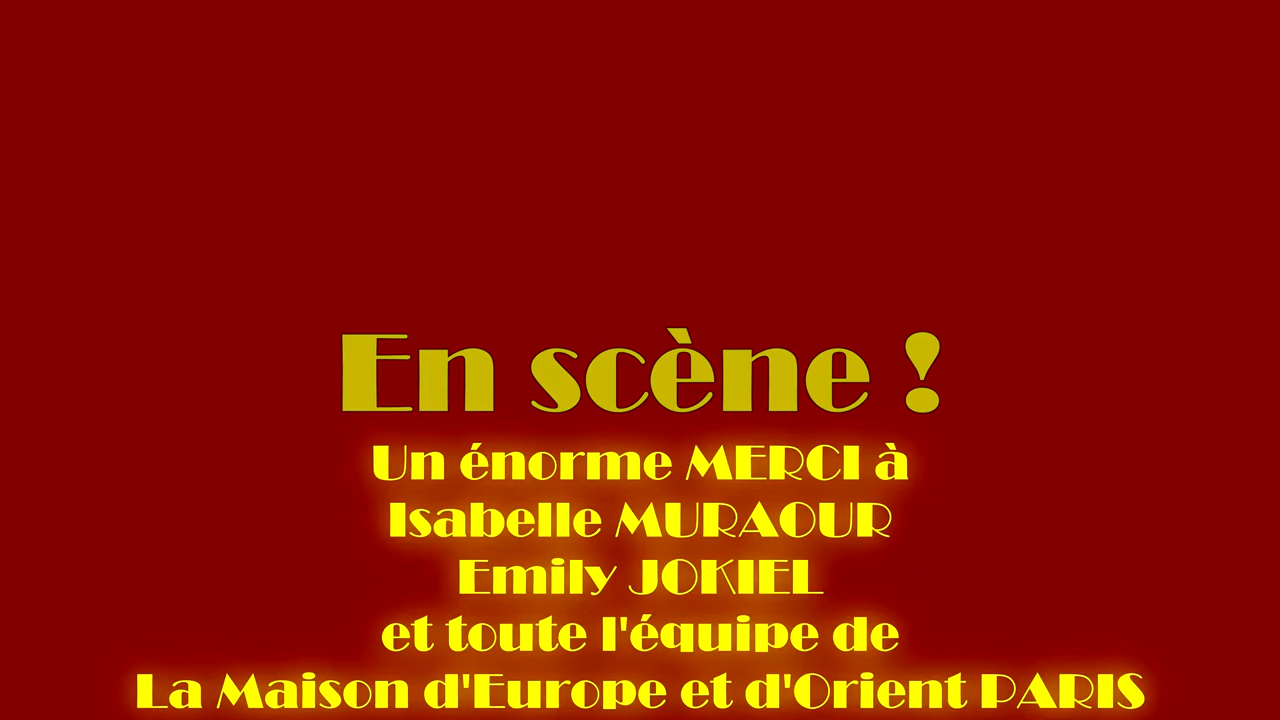 En scène !
Un énorme MERCI à
Isabelle MURAOUR
Emily JOKIEL
et toute l'équipe de
La Maison d'Europe et d'Orient PARIS